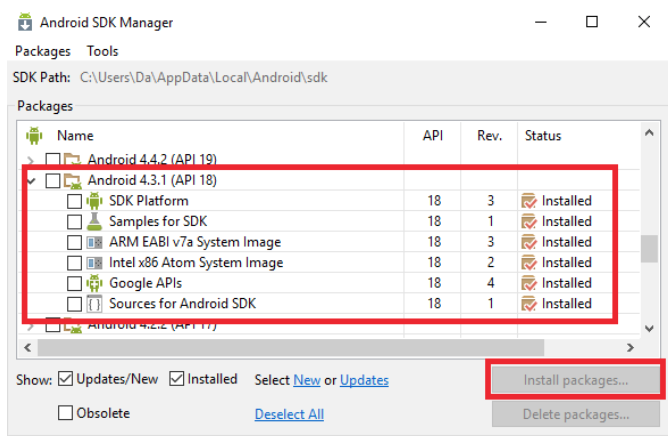 Android SDK Manager
Packages Tools
SDK Path: C:\Users\Da\AppData\Local\Android\sdk
Packages
Name API Rev. Status
Android 4.4.2 (API 19)
Android 4.3.1 (API 18)
SDK Platform 18 3 Installed
Samples for SDK 18 1 Installed
ARM EABI v7a System Image 18 3 Installed
Intel x86 Atom System Image 18 2 Installed
Google APIs 18 4 Installed
Sources for Android SDK 18 1 Installed
Android 4.2.2 (API 17)
Show: Updates/New Installed Select New or Updates Install packages...
Obsolete Deselect All Delete packages...